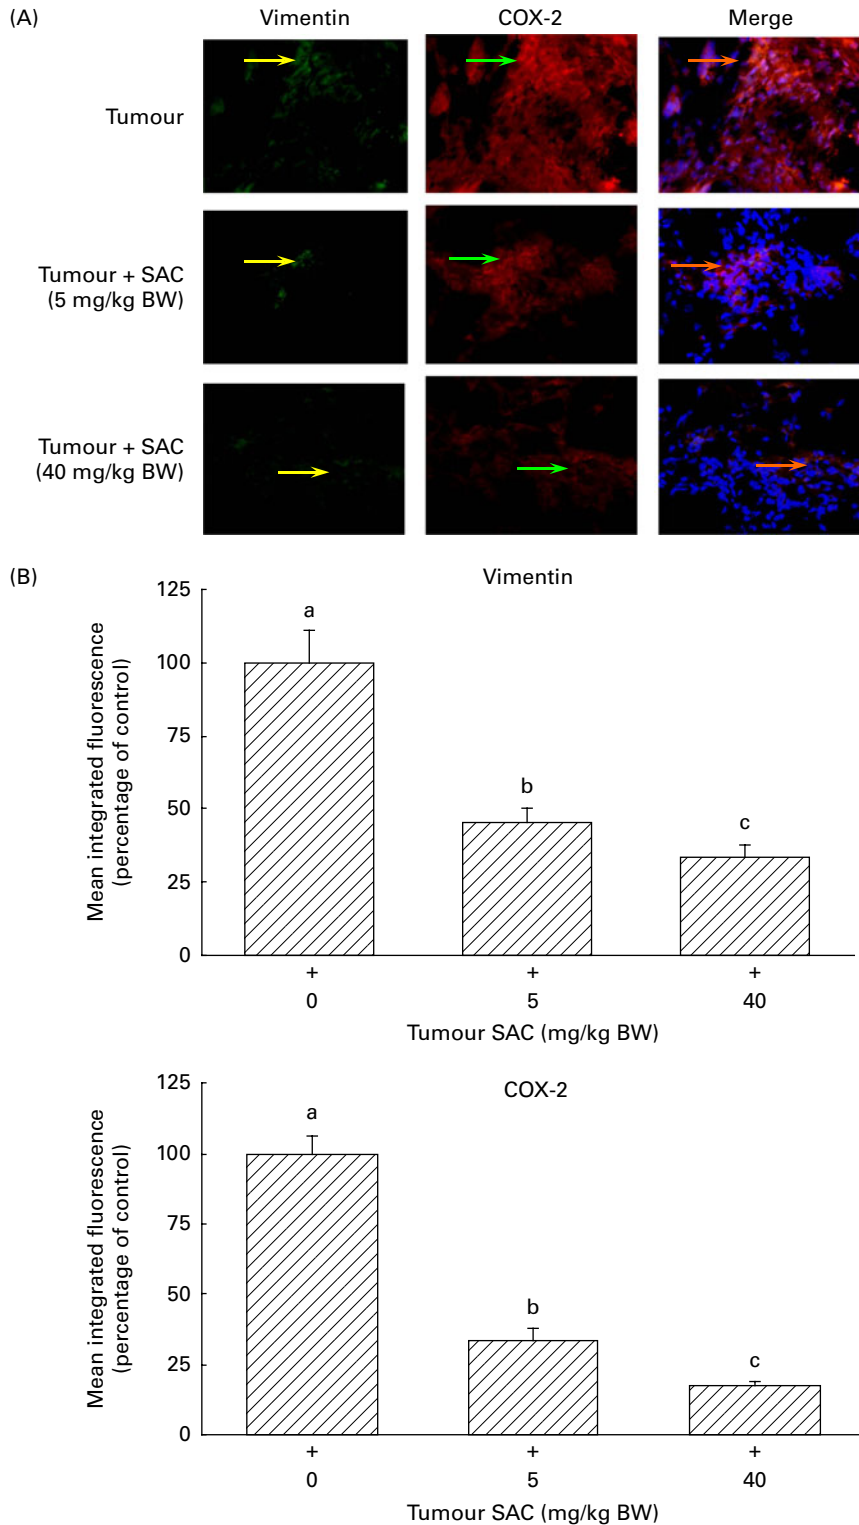 (A)
Vimentin COX-2 Merge
Tumour
Tumour + SAC
(5 mg/kg BW)
Tumour + SAC
(40 mg/kg BW)
(B)
Vimentin
Mean integrated fluorescence
(percentage of control)
125
100
75
50
25
0
a
b
c
+ + +
0 5 40
Tumour SAC (mg/kg BW)
COX-2
Mean integrated fluorescence
(percentage of control)
125
100
75
50
25
0
a
b
c
+ + +
0 5 40
Tumour SAC (mg/kg BW)